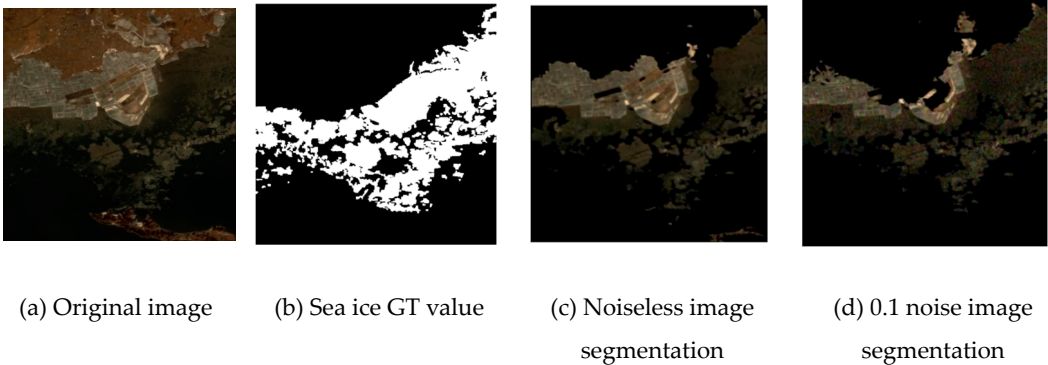 (a) Original image
(b) Sea ice GT value
(c) Noiseless image
segmentation
(d) 0.1 noise image
segmentation